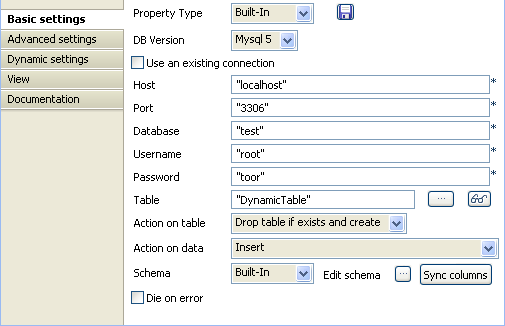 Basic settings
Advanced settings
Dynamic settings
View
Documentation
Property Type Built-In
DB Version Mysql 5
Use an existing connection
Host "localhost" *
Port "3306" *
Database "test" *
Username "root" *
Password "toor" *
Table "DynamicTable" ...
Action on table Drop table if exists and create
Action on data Insert
Schema Built-In Edit schema ... Sync columns
Die on error